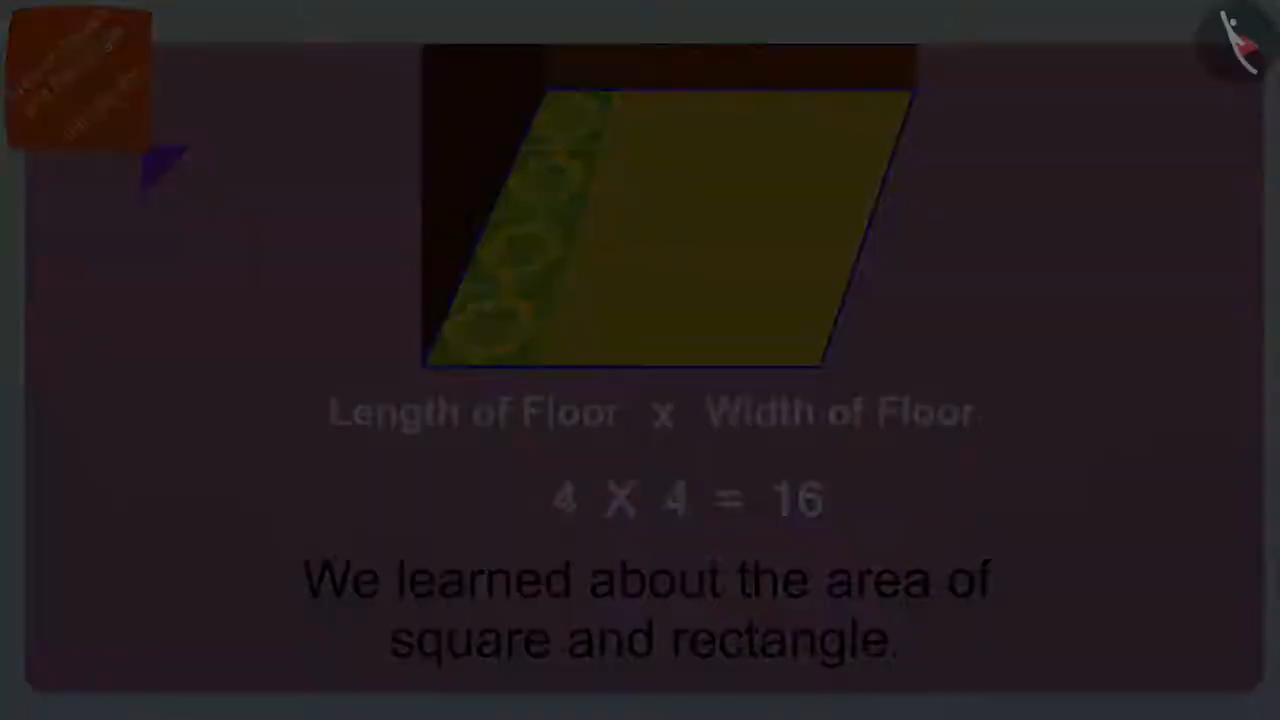 Length of Floor x Width of Floor
4 X 4 = 16
We learned about the area of
square and rectangle.